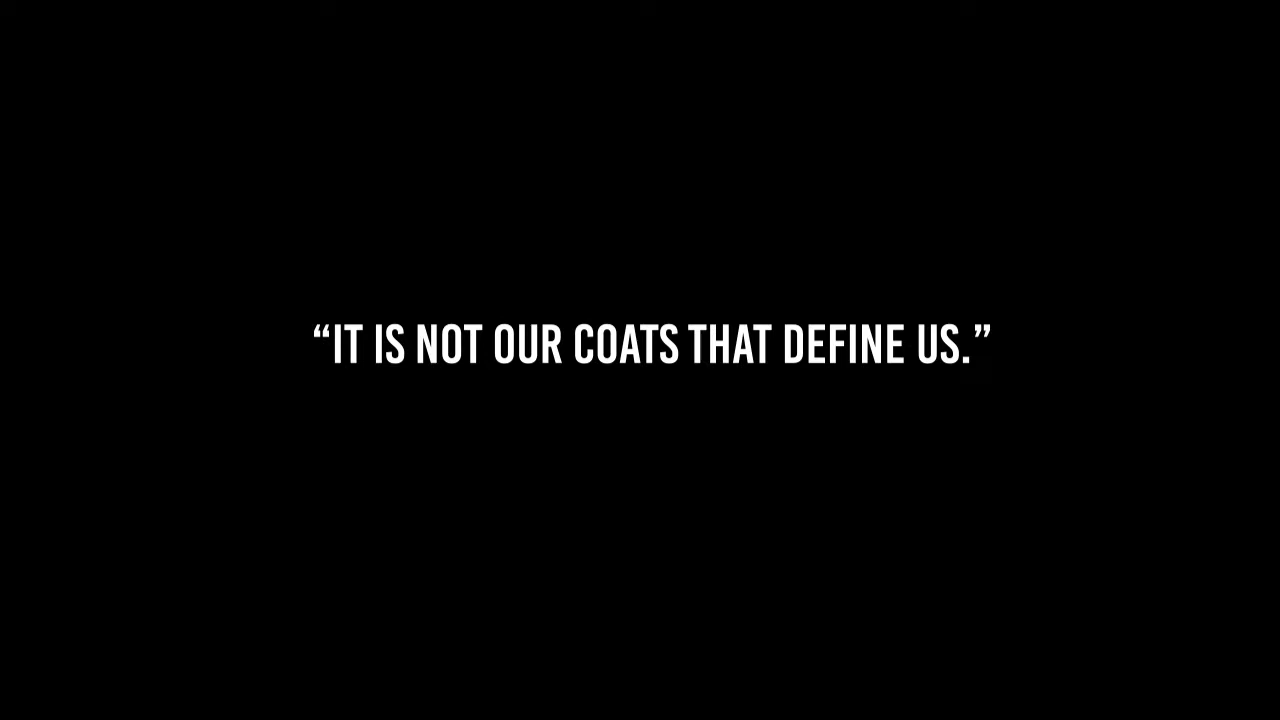 “IT IS NOT OUR COATS THAT DEFINE US.”